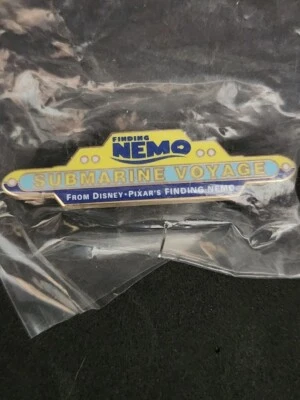 FINDING
NEMO
SUBMARINE VOYAGE
FROM DISNEY • PIXAR'S FINDING NEMO